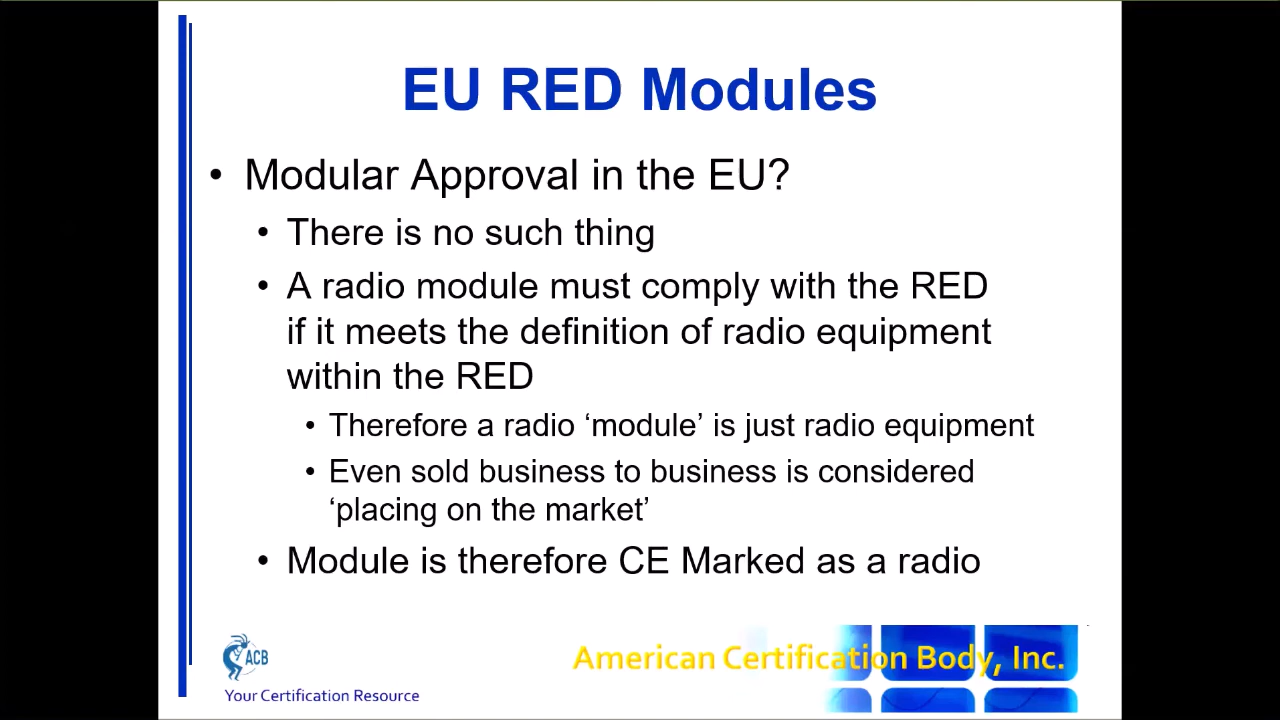 EU RED Modules
• Modular Approval in the EU?
• There is no such thing
• A radio module must comply with the RED
if it meets the definition of radio equipment
within the RED
• Therefore a radio ‘module’ is just radio equipment
• Even sold business to business is considered
‘placing on the market’
• Module is therefore CE Marked as a radio
ACB
American Certification Body, Inc.
Your Certification Resource